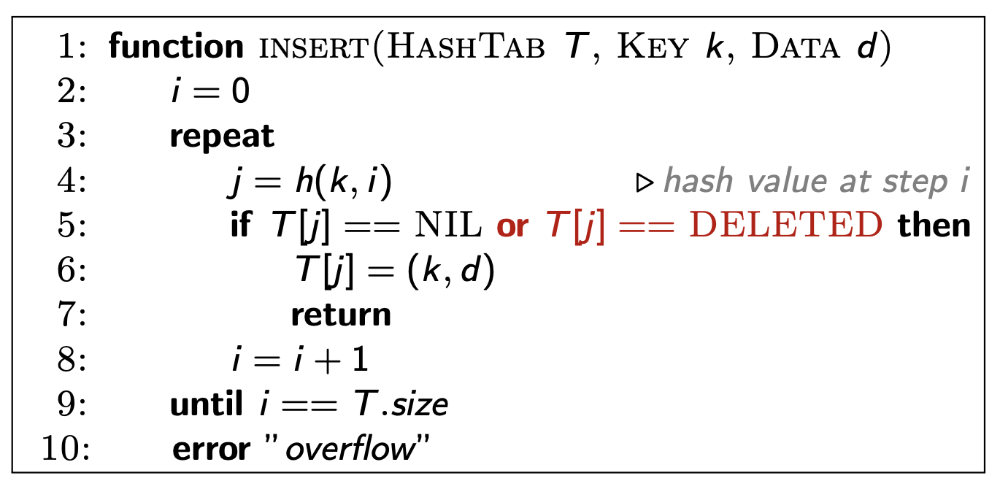 1: function INSERT(HASHTAB T, KEY k, DATA d)
2: i = 0
3: repeat
4: j = h(k, i) ▷ hash value at step i
5: if T[j] == NIL or T[j] == DELETED then
6: T[j] = (k, d)
7: return
8: i = i + 1
9: until i == T.size
10: error "overflow"